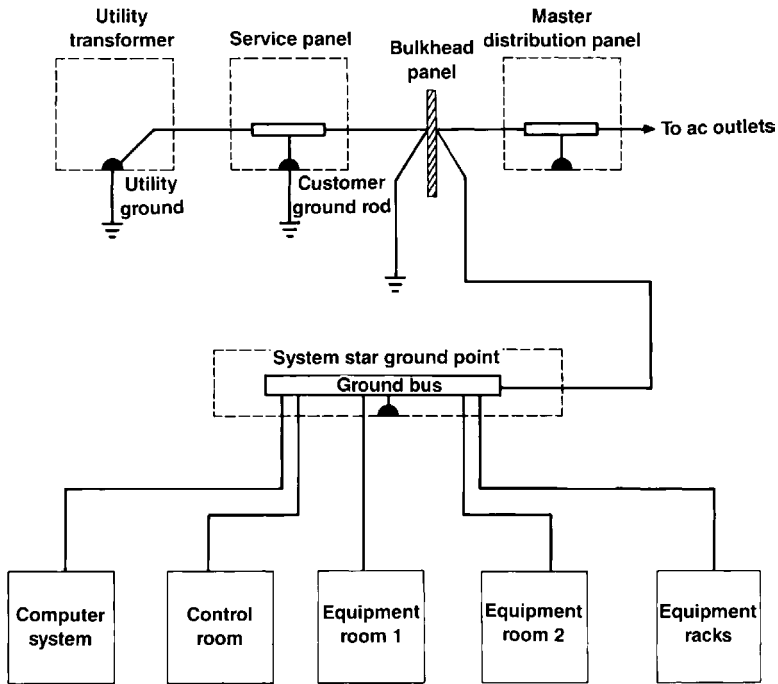 Utility
transformer
Service panel
Bulkhead
panel
Master
distribution panel
To ac outlets
Utility
ground
Customer
ground rod
System star ground point
Ground bus
Computer
system
Control
room
Equipment
room 1
Equipment
room 2
Equipment
racks